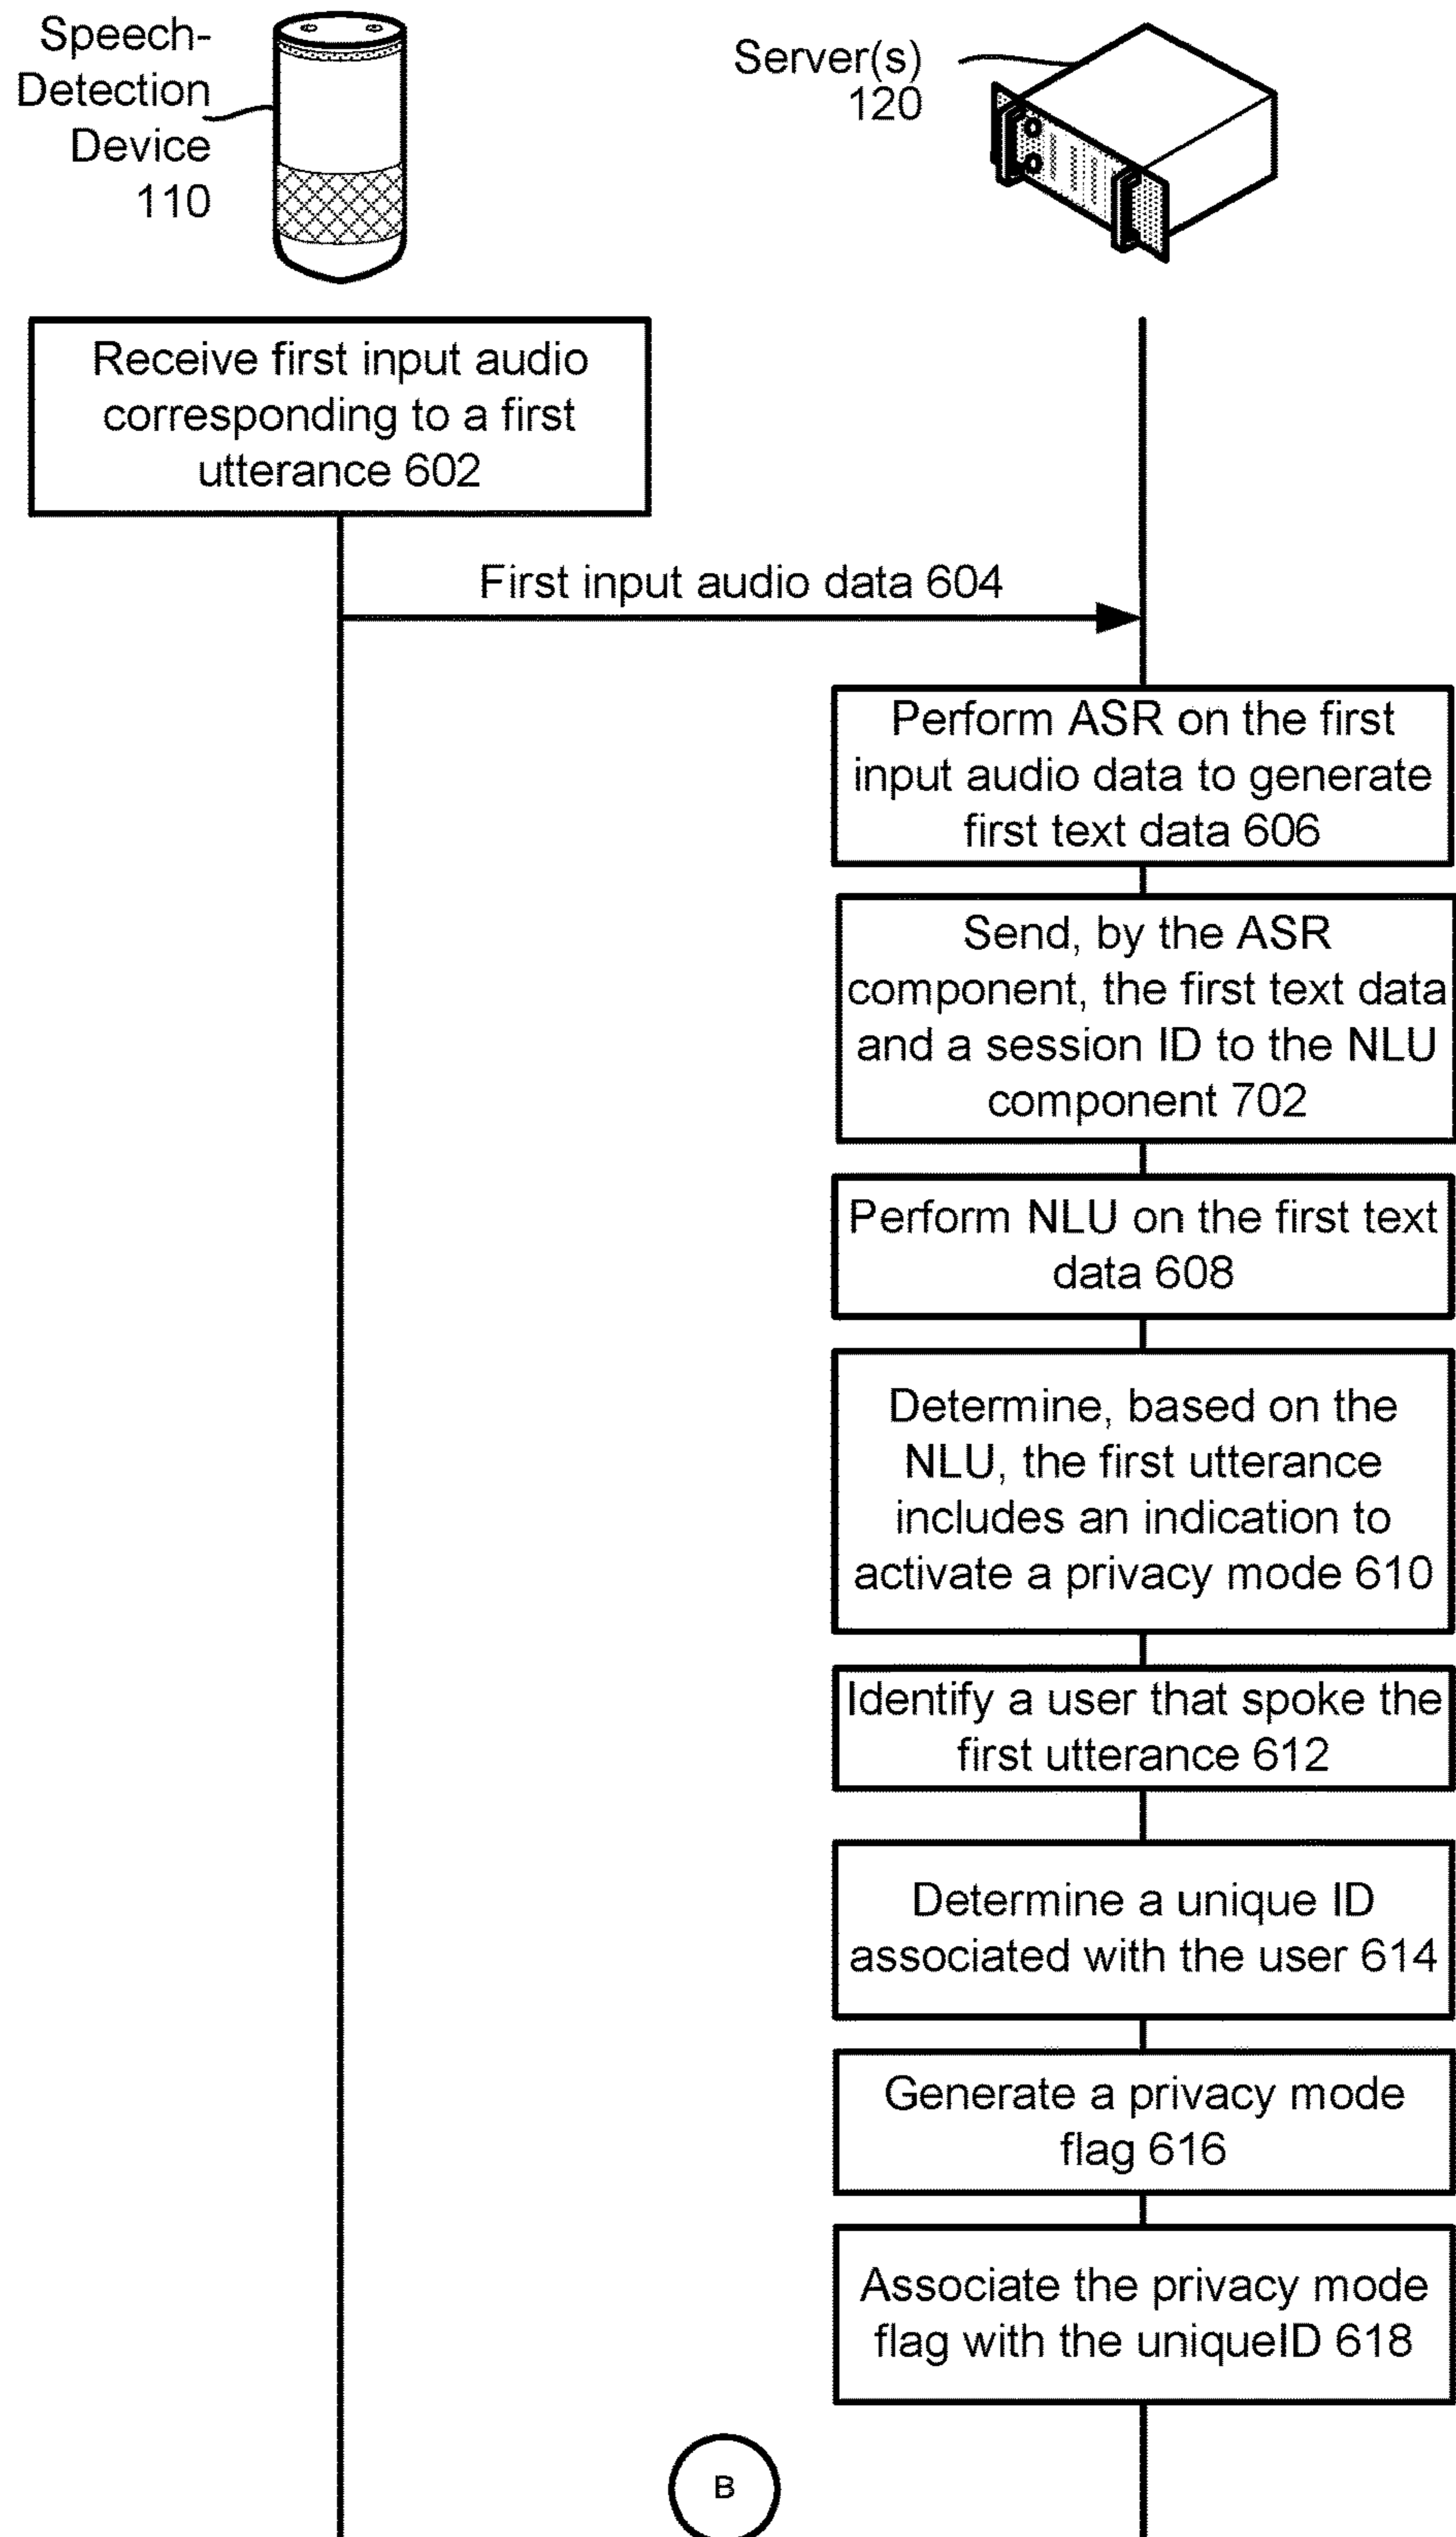 Speech-
Detection
Device
110
Server(s)
120
Receive first input audio
corresponding to a first
utterance 602
First input audio data 604
Perform ASR on the first
input audio data to generate
first text data 606
Send, by the ASR
component, the first text data
and a session ID to the NLU
component 702
Perform NLU on the first text
data 608
Determine, based on the
NLU, the first utterance
includes an indication to
activate a privacy mode 610
Identify a user that spoke the
first utterance 612
Determine a unique ID
associated with the user 614
Generate a privacy mode
flag 616
Associate the privacy mode
flag with the uniqueID 618
B